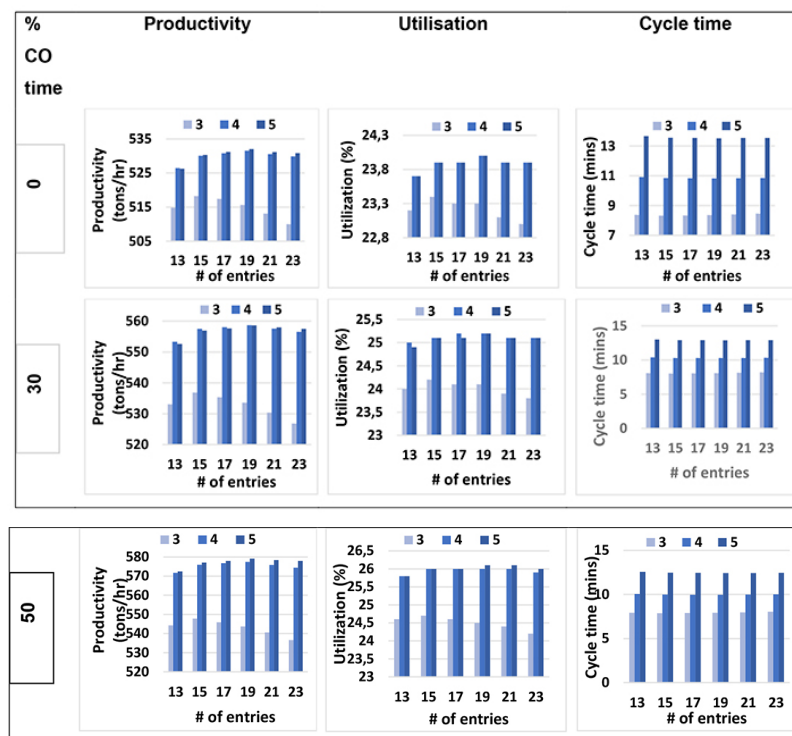 % CO time
Productivity
Utilisation
Cycle time
0
3 4 5
Productivity (tons/hr)
535
525
515
505
13 15 17 19 21 23
# of entries
3 4 5
Utilization (%)
24,3
23,8
23,3
22,8
13 15 17 19 21 23
# of entries
3 4 5
Cycle time (mins)
13
11
9
7
13 15 17 19 21 23
# of entries
30
3 4 5
Productivity (tons/hr)
560
550
540
530
520
13 15 17 19 21 23
# of entries
3 4 5
Utilization (%)
25,5
25
24,5
24
23,5
23
13 15 17 19 21 23
# of entries
3 4 5
Cycle time (mins)
15
10
5
0
13 15 17 19 21 23
# of entries
50
3 4 5
Productivity (tons/hr)
580
570
560
550
540
530
520
13 15 17 19 21 23
# of entries
3 4 5
Utilization (%)
26,5
26
25,5
25
24,5
24
23,5
23
13 15 17 19 21 23
# of entries
3 4 5
Cycle time (mins)
15
10
5
0
13 15 17 19 21 23
# of entries